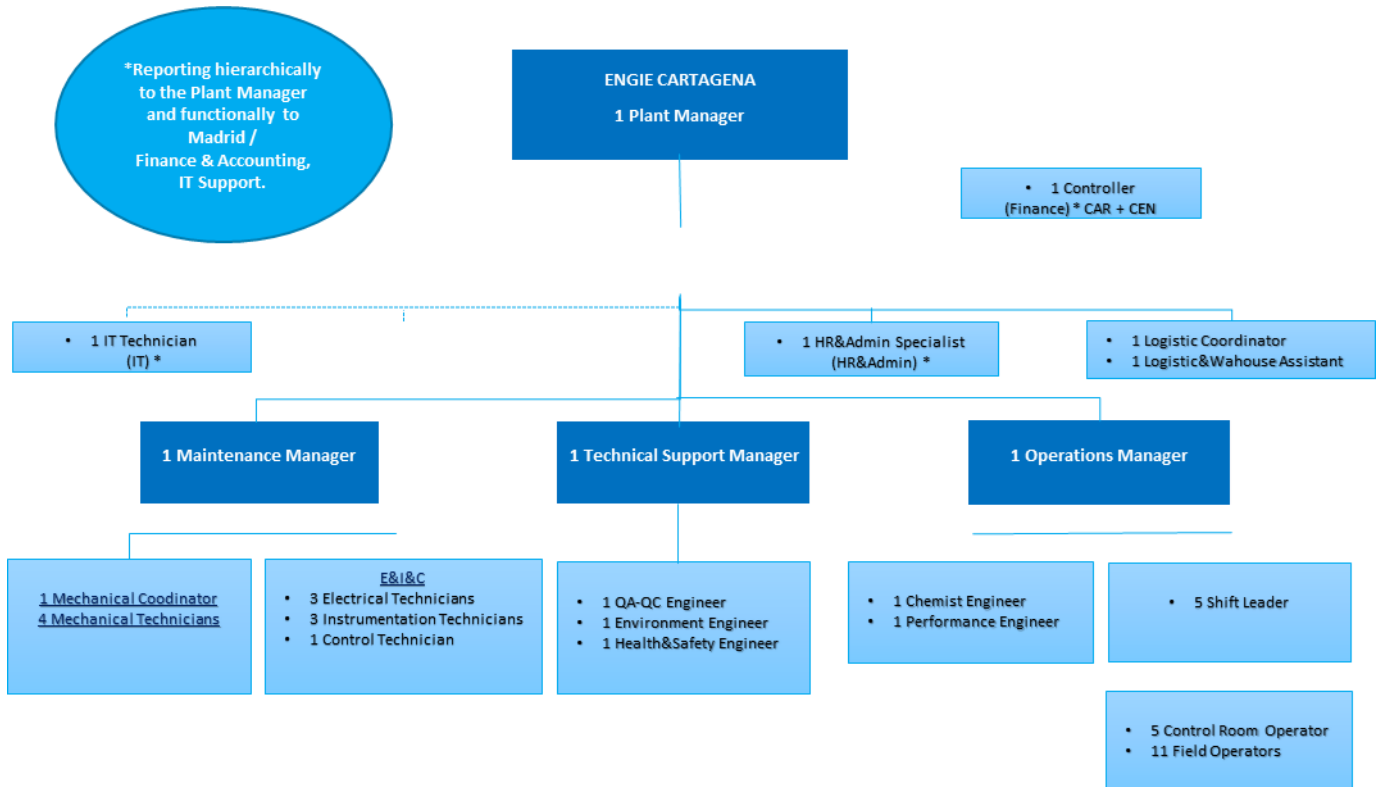 *Reporting hierarchically
to the Plant Manager
and functionally to
Madrid /
Finance & Accounting,
IT Support.
ENGIE CARTAGENA
1 Plant Manager
• 1 Controller
(Finance) * CAR + CEN
• 1 IT Technician
(IT) *
• 1 HR&Admin Specialist
(HR&Admin) *
• 1 Logistic Coordinator
• 1 Logistic&Wahouse Assistant
1 Maintenance Manager
1 Technical Support Manager
1 Operations Manager
1 Mechanical Coodinator
4 Mechanical Technicians
E&I&C
• 3 Electrical Technicians
• 3 Instrumentation Technicians
• 1 Control Technician
• 1 QA-QC Engineer
• 1 Environment Engineer
• 1 Health&Safety Engineer
• 1 Chemist Engineer
• 1 Performance Engineer
• 5 Shift Leader
• 5 Control Room Operator
• 11 Field Operators